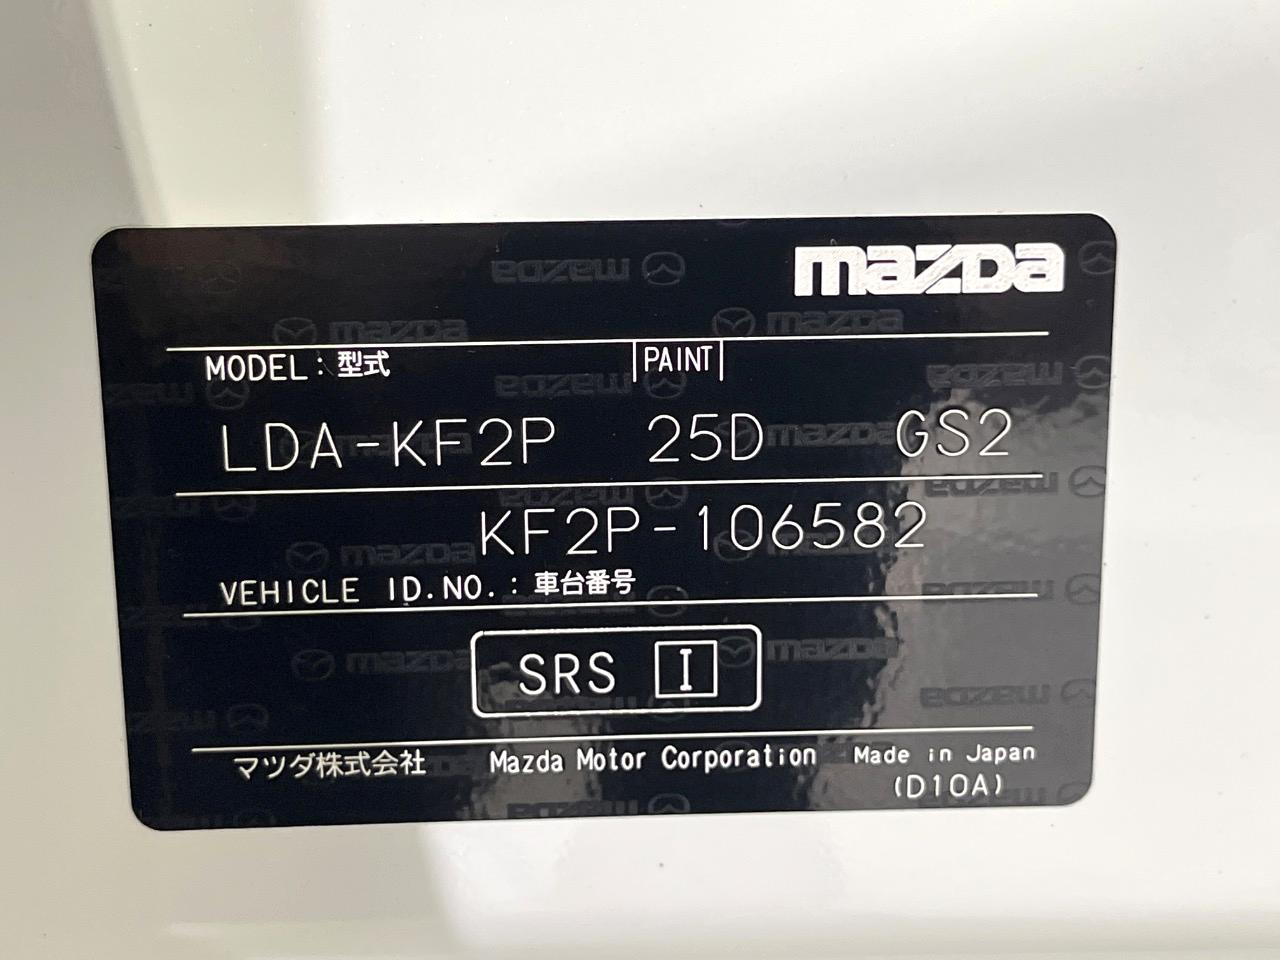 mazda
MODEL: 型式 PAINT
LDA-KF2P 25D GS2
KF2P-106582
VEHICLE ID.NO.: 車台番号
SRS I
マツダ株式会社 Mazda Motor Corporation Made in Japan
(D10A)